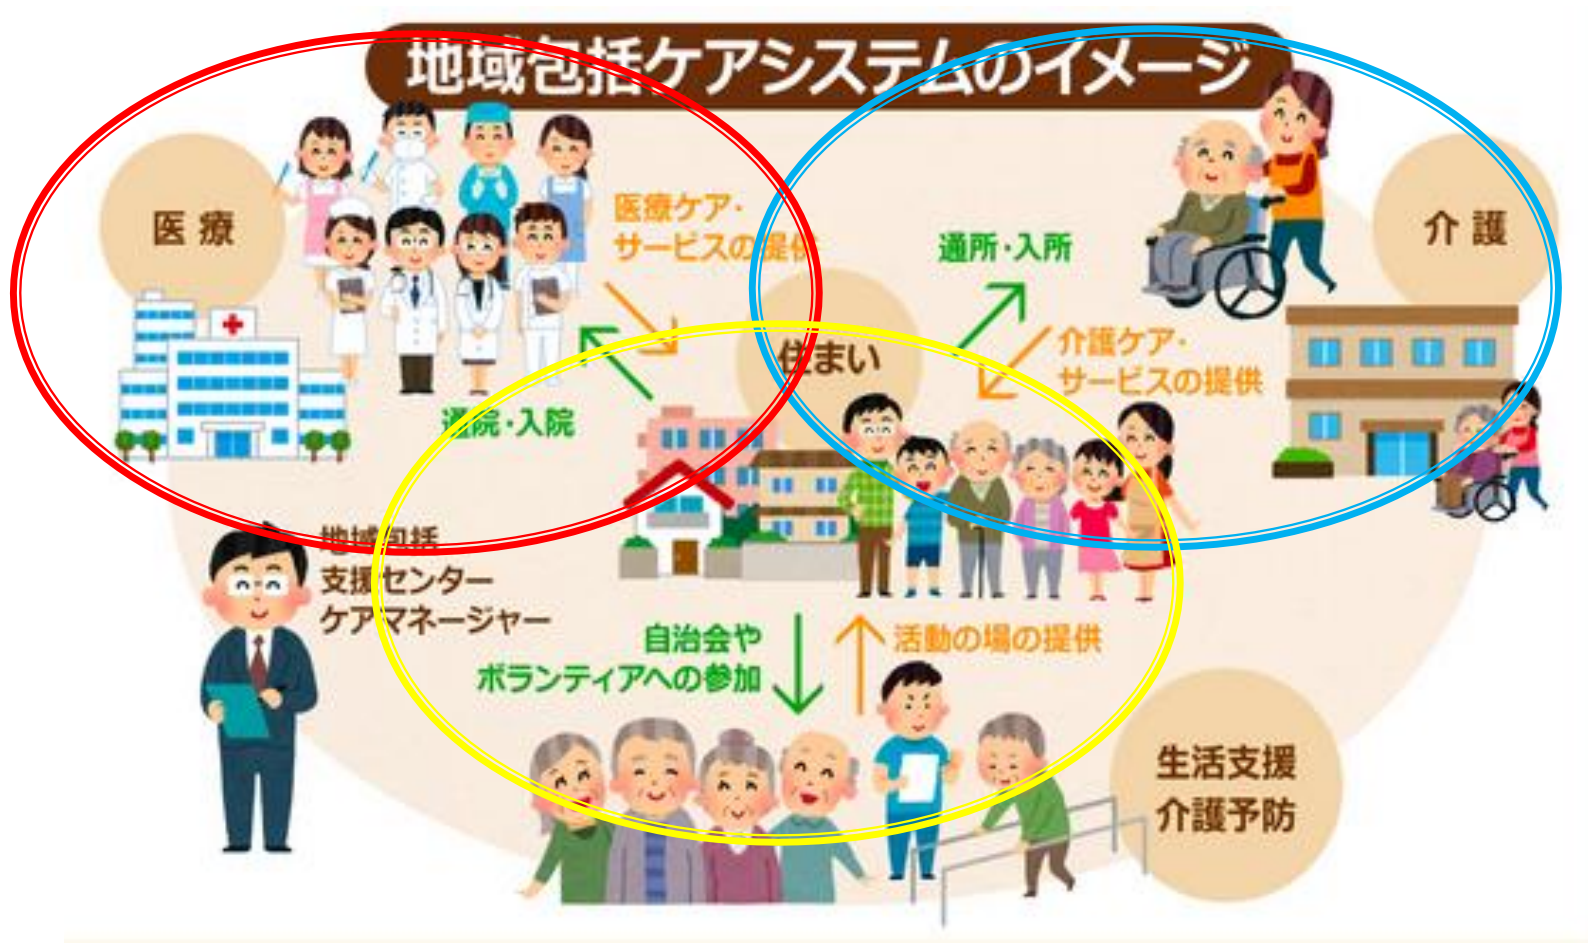 地域包括ケアシステムのイメージ
医療
医療ケア・
サービスの提供
通院・入院
通所・入所
介護
介護ケア・
サービスの提供
住まい
地域包括
支援センター
ケアマネージャー
自治会や
ボランティアへの参加
活動の場の提供
生活支援
介護予防